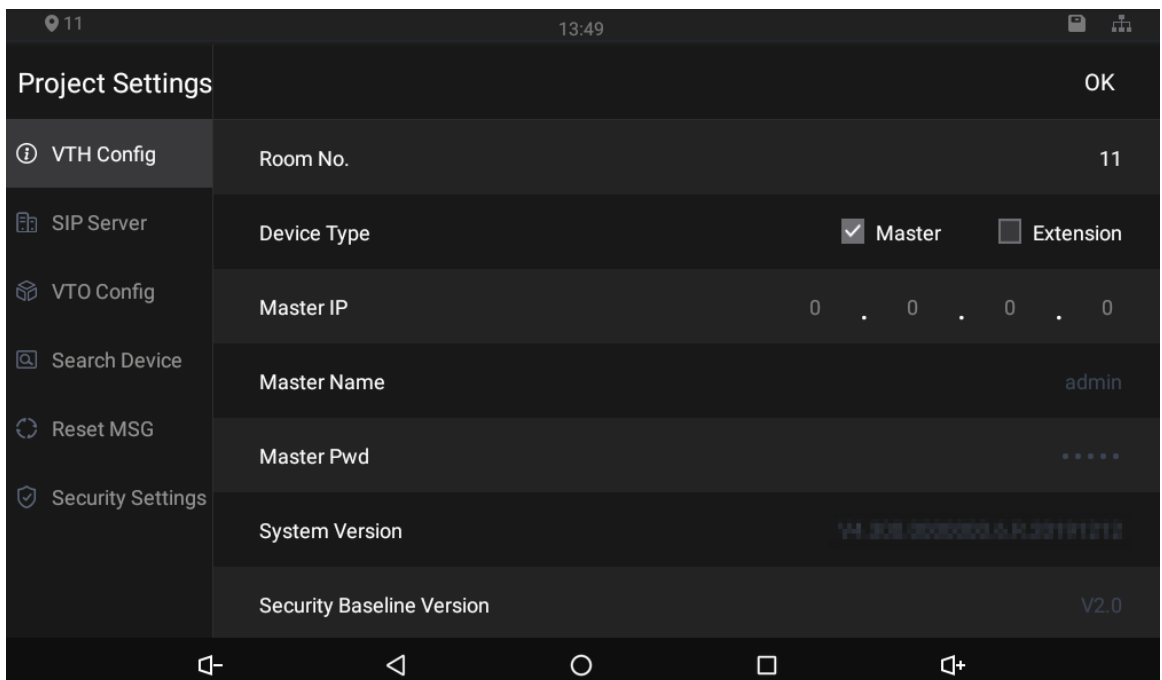 11 13:49
Project Settings OK
VTH Config
Room No. 11
SIP Server
Device Type Master Extension
VTO Config
Master IP 0 . 0 . 0 . 0
Search Device
Master Name admin
Reset MSG
Master Pwd •••••
Security Settings
System Version
Security Baseline Version V2.0